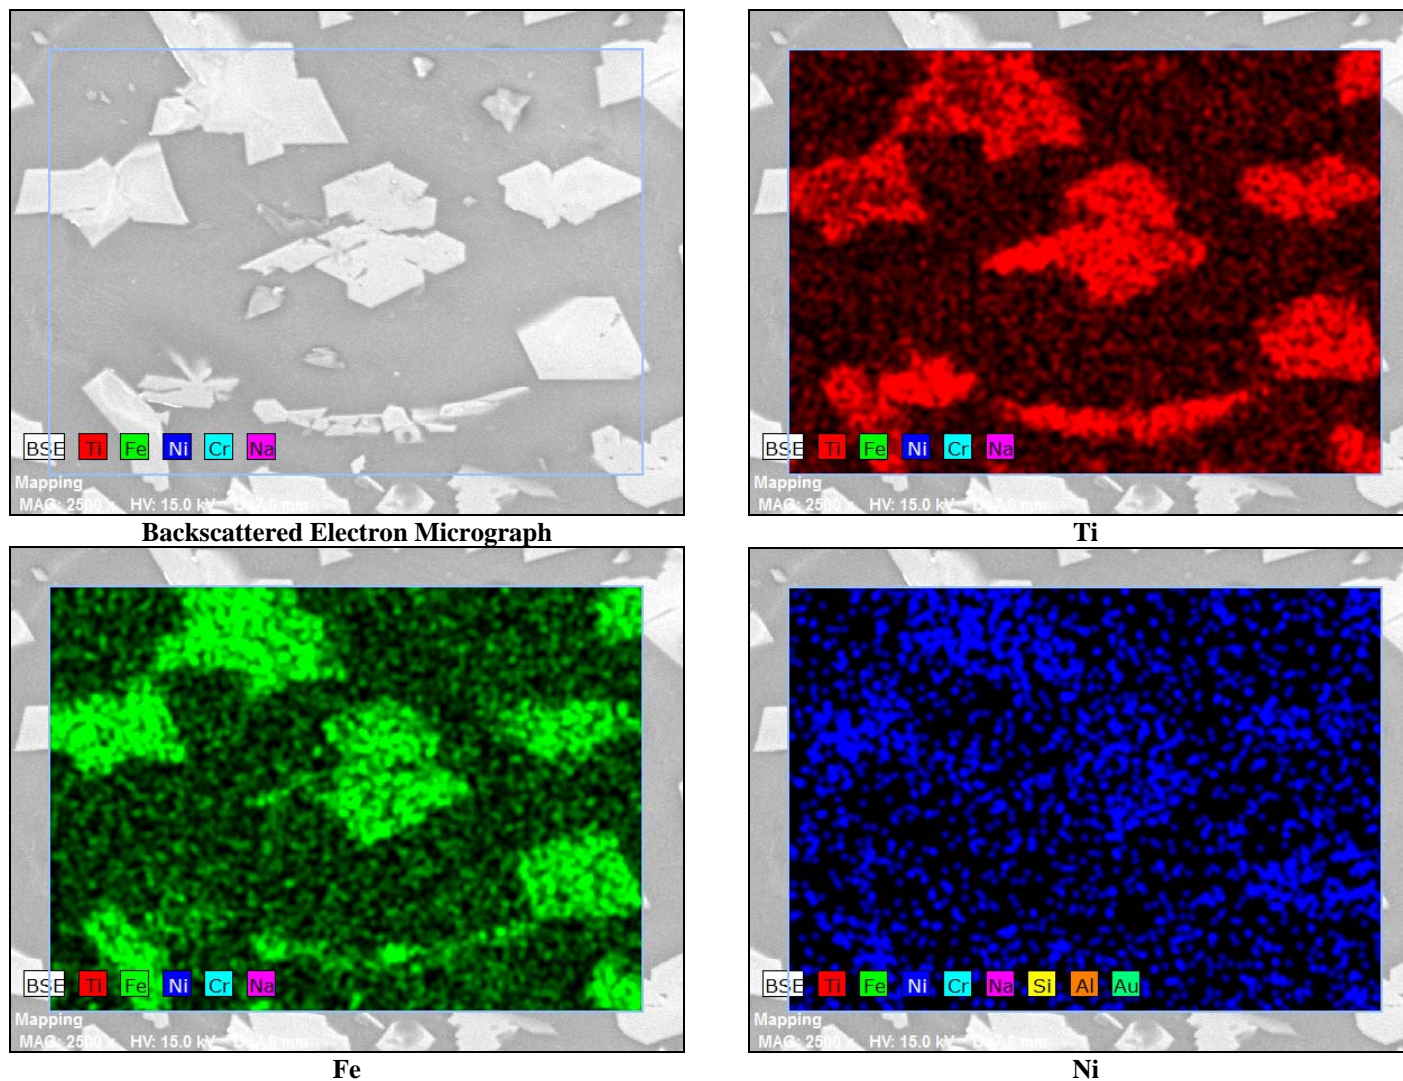 BSE Ti Fe Ni Cr Na
Mapping
MAG: 2500 x HV: 15.0 kV
Backscattered Electron Micrograph
BSE Ti Fe Ni Cr Na
Mapping
MAG: 2500 x HV: 15.0 kV
Ti
BSE Ti Fe Ni Cr Na
Mapping
MAG: 2500 x HV: 15.0 kV
Fe
BSE Ti Fe Ni Cr Na Si Al Au
Mapping
MAG: 2500 x HV: 15.0 kV
Ni